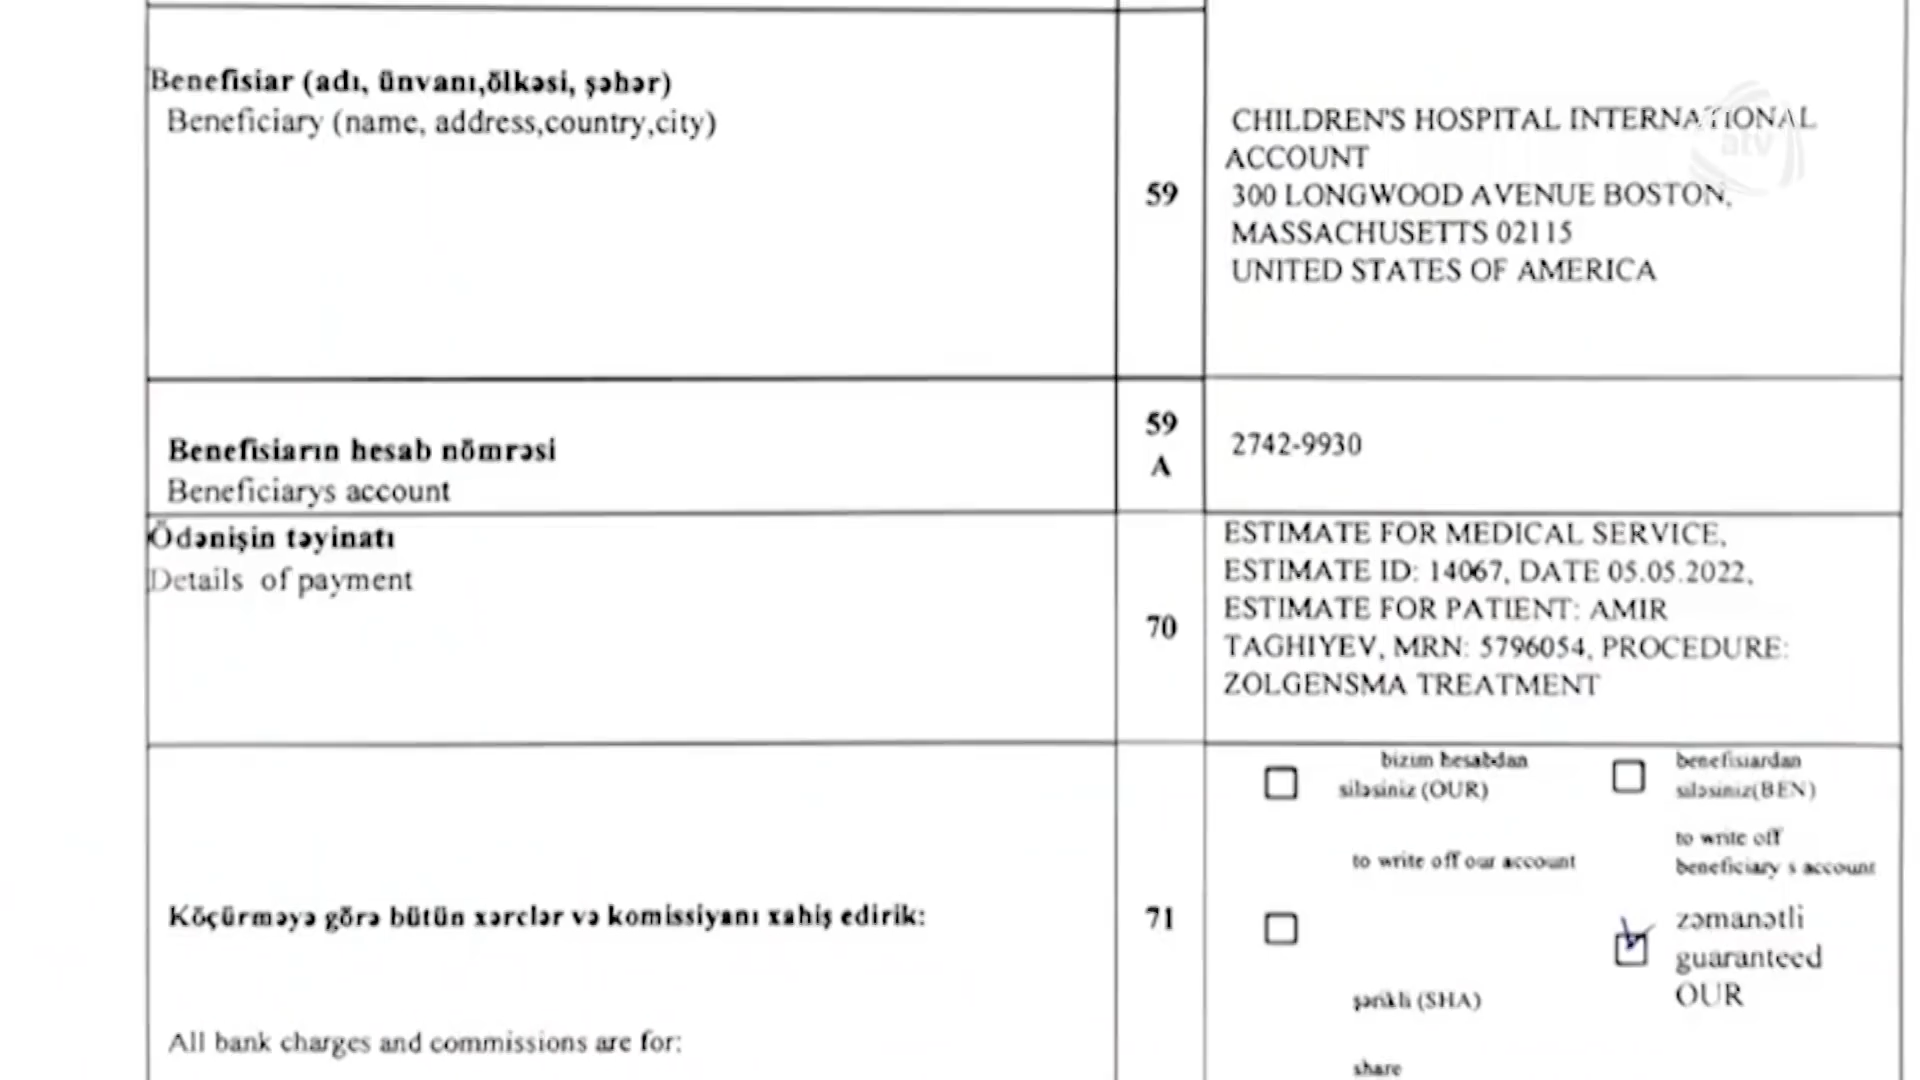 Benefisiar (adı, ünvanı,ölkəsi, şəhər)
Beneficiary (name, address,country,city)
59
CHILDREN'S HOSPITAL INTERNATIONAL
ACCOUNT
300 LONGWOOD AVENUE BOSTON,
MASSACHUSETTS 02115
UNITED STATES OF AMERICA
atv
Benefisiarın hesab nömrəsi
Beneficiarys account
59
A
2742-9930
Ödənişin təyinatı
Details of payment
70
ESTIMATE FOR MEDICAL SERVICE,
ESTIMATE ID: 14067, DATE 05.05.2022,
ESTIMATE FOR PATIENT: AMIR
TAGHIYEV, MRN: 5796054, PROCEDURE:
ZOLGENSMA TREATMENT
Köçürməyə görə bütün xərclər və komissiyanı xahiş edirik:
All bank charges and commissions are for:
71
bizim hesabdan
siləsiniz (OUR)
to write off our account
benefisiardan
siləsiniz(BEN)
to write off
beneficiary s account
şərikli (SHA)
share
zəmanətli
guaranteed
OUR